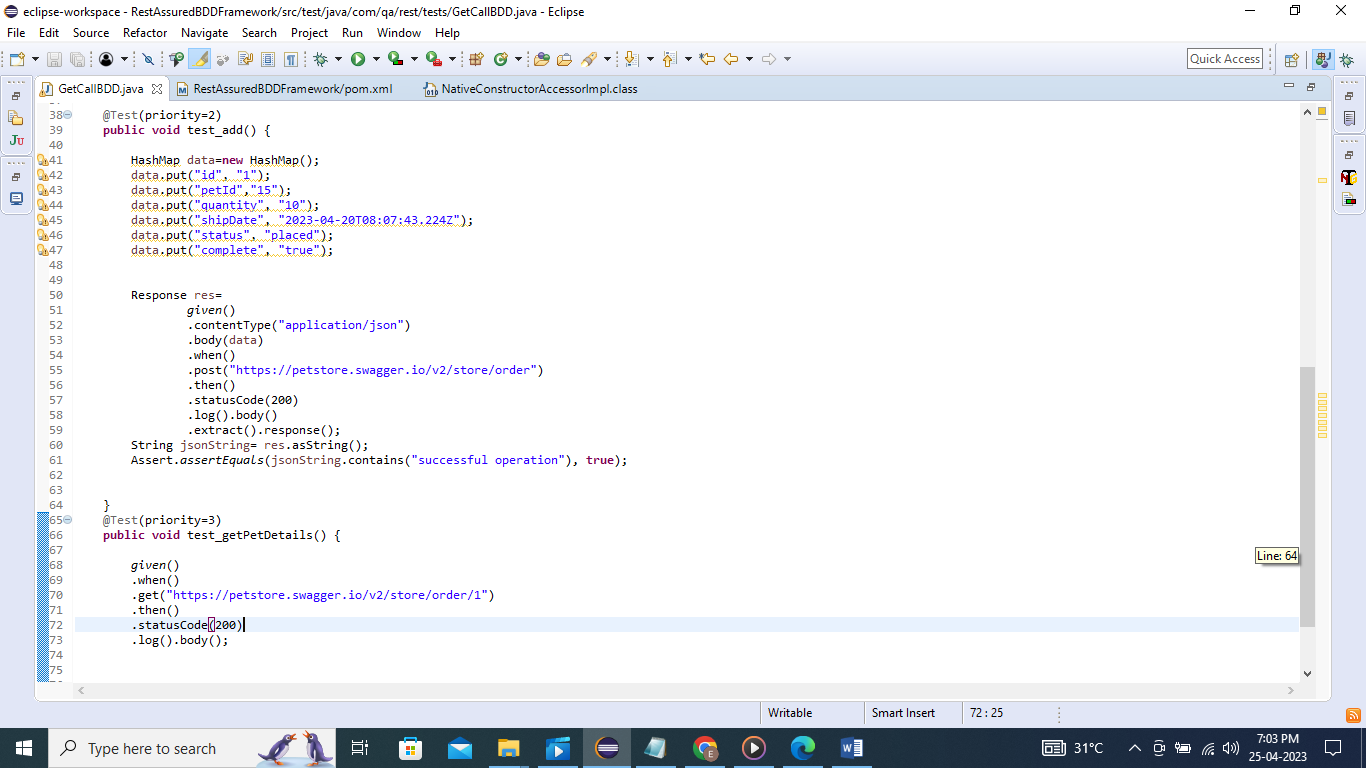 eclipse-workspace - RestAssuredBDDFramework/src/test/java/com/qa/rest/tests/GetCallBDD.java - Eclipse
File Edit Source Refactor Navigate Search Project Run Window Help
Quick Access
GetCallBDD.java RestAssuredBDDFramework/pom.xml NativeConstructorAccessorImpl.class
38 @Test(priority=2)
39 public void test_add() {
40
41 HashMap data=new HashMap();
42 data.put("id", "1");
43 data.put("petId","15");
44 data.put("quantity", "10");
45 data.put("shipDate", "2023-04-20T08:07:43.224Z");
46 data.put("status", "placed");
47 data.put("complete", "true");
48
49
50 Response res=
51 given()
52 .contentType("application/json")
53 .body(data)
54 .when()
55 .post("https://petstore.swagger.io/v2/store/order")
56 .then()
57 .statusCode(200)
58 .log().body()
59 .extract().response();
60 String jsonString= res.asString();
61 Assert.assertEquals(jsonString.contains("successful operation"), true);
62
63
64 }
65 @Test(priority=3)
66 public void test_getPetDetails() {
67
Line: 64
68 given()
69 .when()
70 .get("https://petstore.swagger.io/v2/store/order/1")
71 .then()
72 .statusCode(200)
73 .log().body();
74
75
Writable Smart Insert 72 : 25
Type here to search
31°C
7:03 PM
25-04-2023